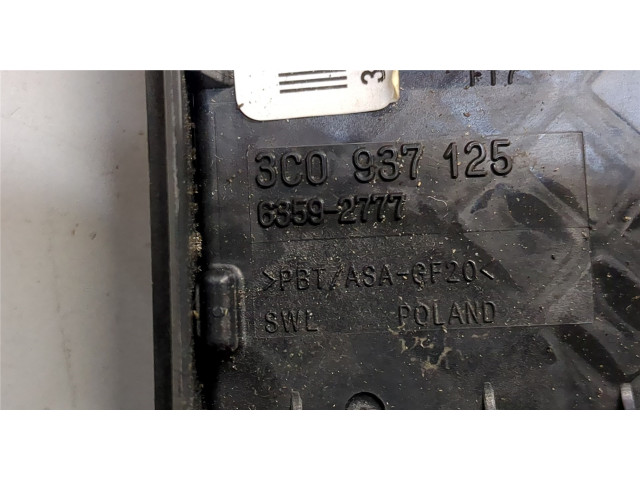 3C0 937 125
6359-2777
>PBT/ASA-GF20<
SWL POLAND